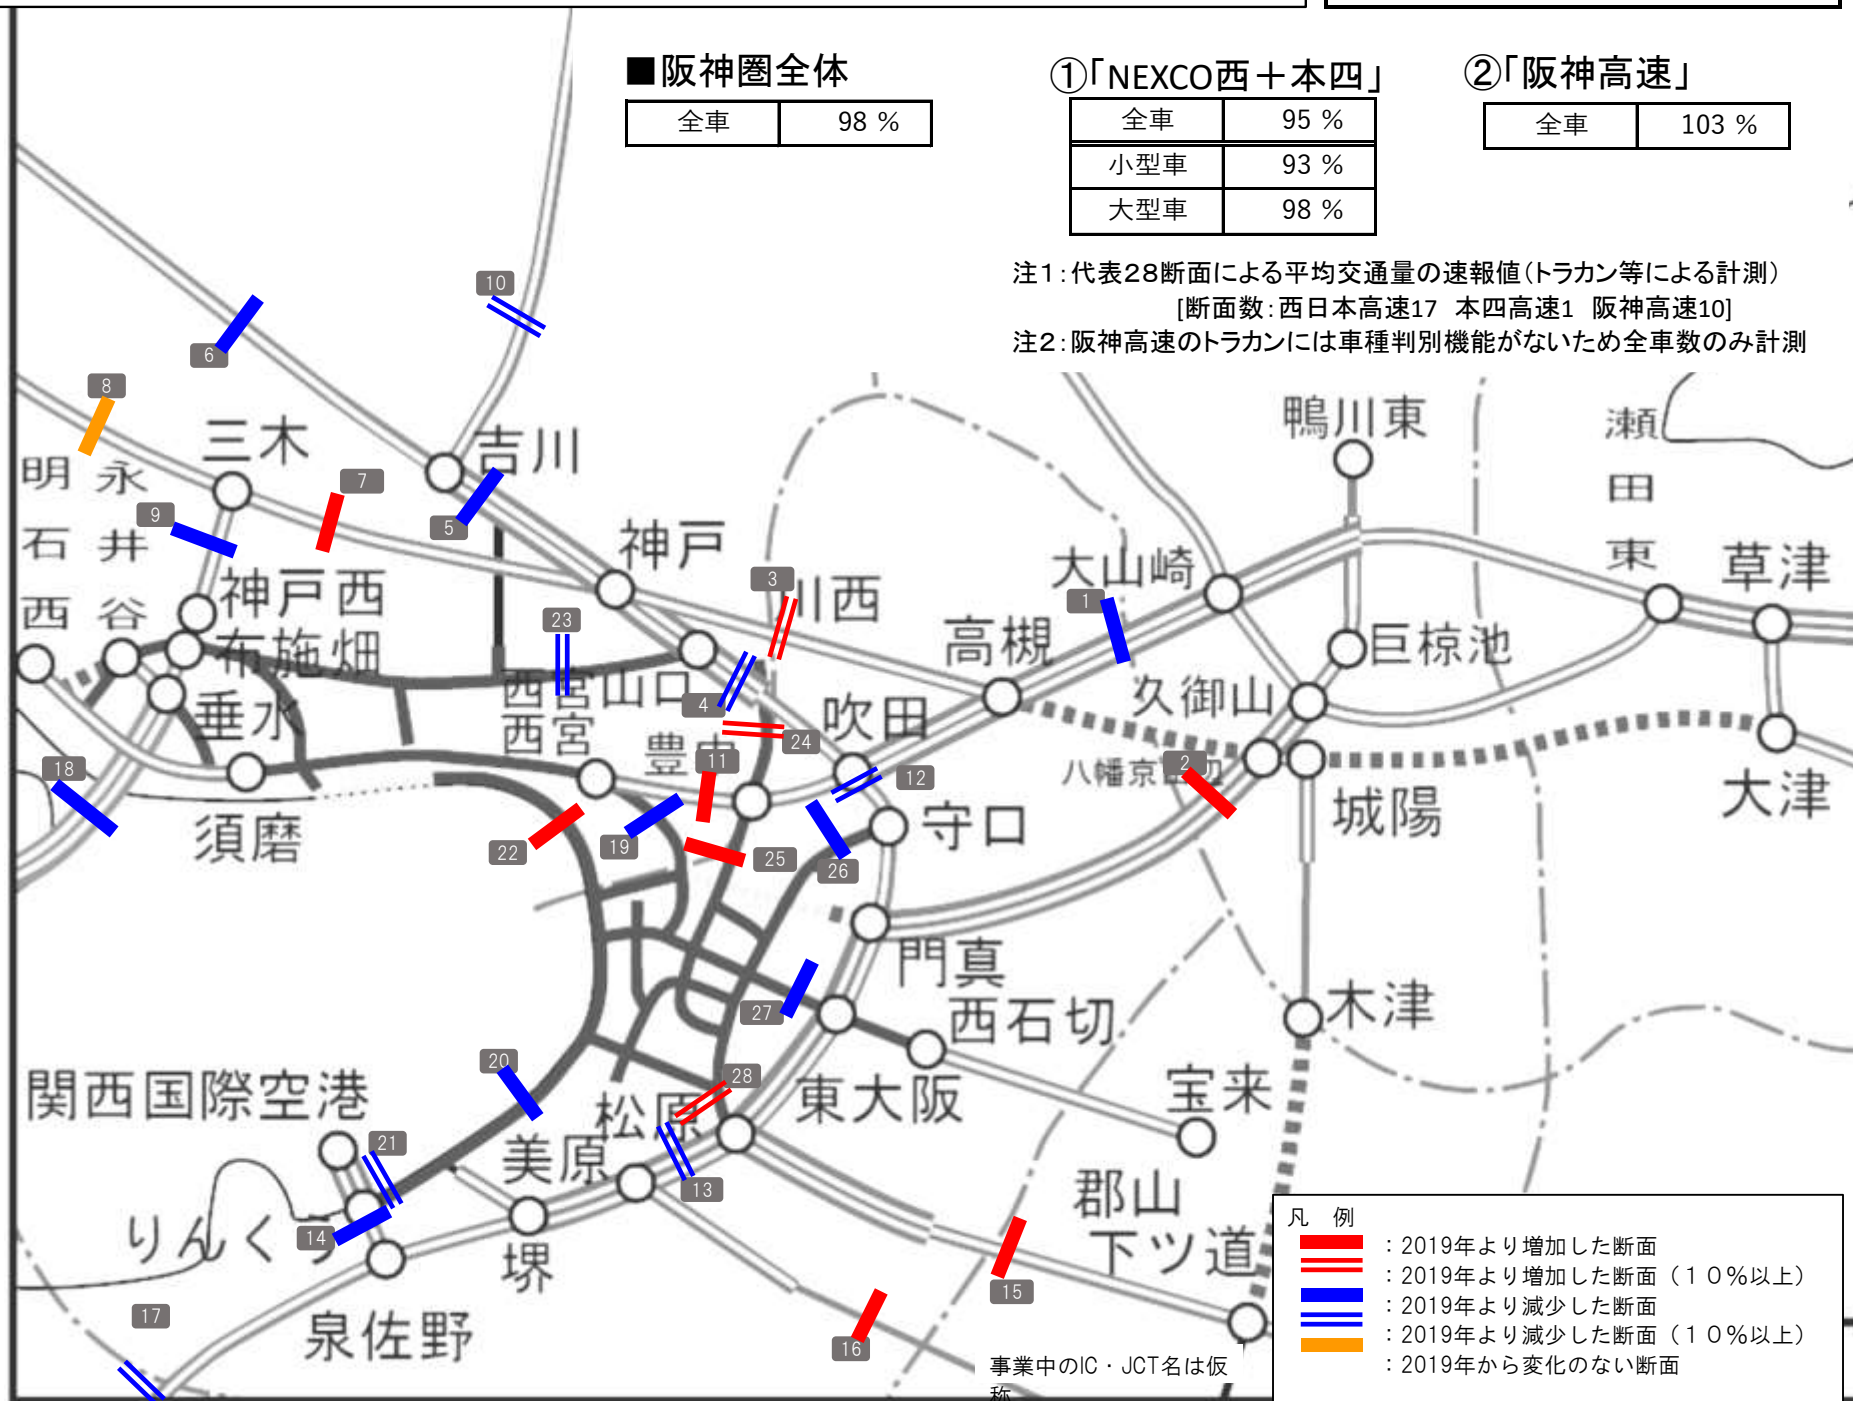 ■阪神圏全体
全車 98 %
①「NEXCO西＋本四」
全車 95 %
小型車 93 %
大型車 98 %
②「阪神高速」
全車 103 %
注１：代表２８断面による平均交通量の速報値（トラカン等による計測）
[断面数：西日本高速17 本四高速1 阪神高速10]
注２：阪神高速のトラカンには車種判別機能がないため全車数のみ計測
10
6
8
三木
吉川
鴨川東
瀬田東
明石西
永井谷
7
9
5
神戸
大山崎
草津
神戸西
3
川西
1
布施畑
23
高槻
巨椋池
西宮山口
4
久御山
垂水
西宮
吹田
24
豊中
11
12
八幡京田辺
2
18
大津
須磨
22
19
25
26
守口
城陽
門真
27
西石切
木津
20
関西国際空港
28
松原
東大阪
宝来
21
美原
13
郡山
りんくう
14
堺
下ツ道
15
17
泉佐野
16
事業中のIC・JCT名は仮
称
凡 例
：2019年より増加した断面
：2019年より増加した断面（１０％以上）
：2019年より減少した断面
：2019年より減少した断面（１０％以上）
：2019年から変化のない断面